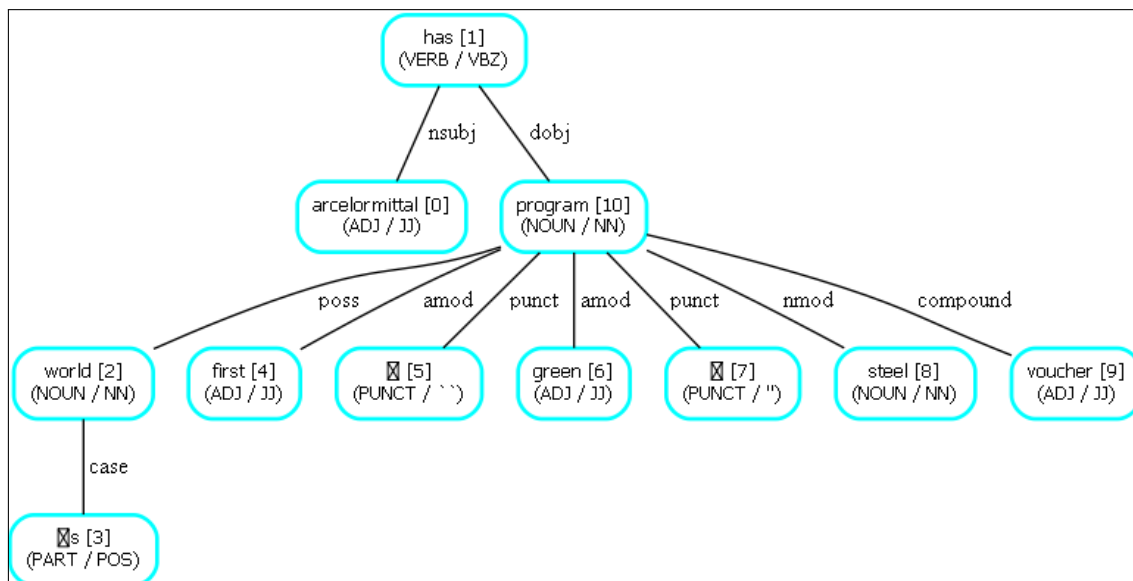 has [1]
(VERB / VBZ)
nsubj
dobj
arcelormittal [0]
(ADJ / JJ)
program [10]
(NOUN / NN)
poss
amod
punct
amod
punct
nmod
compound
world [2]
(NOUN / NN)
first [4]
(ADJ / JJ)
[5]
(PUNCT / ``)
green [6]
(ADJ / JJ)
[7]
(PUNCT / '')
steel [8]
(NOUN / NN)
voucher [9]
(ADJ / JJ)
case
s [3]
(PART / POS)